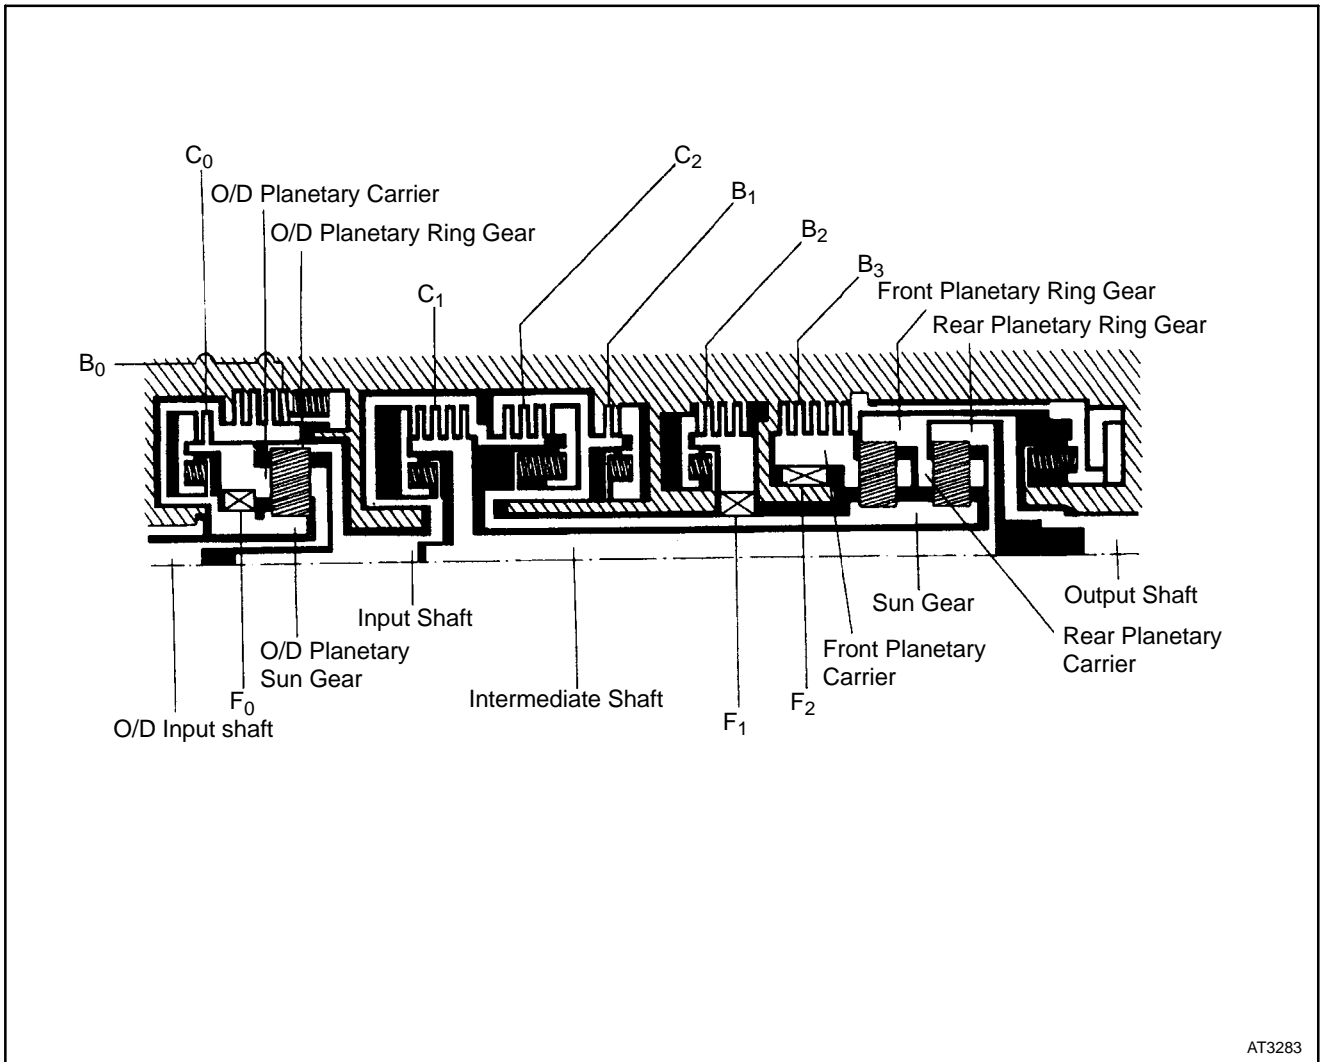 C0
C2
O/D Planetary Carrier
B1
O/D Planetary Ring Gear
B2
B3
C1
Front Planetary Ring Gear
Rear Planetary Ring Gear
B0
Sun Gear
Output Shaft
Input Shaft
O/D Planetary
Sun Gear
Front Planetary
Carrier
Rear Planetary
Carrier
Intermediate Shaft
F0
F1
F2
O/D Input shaft
AT3283